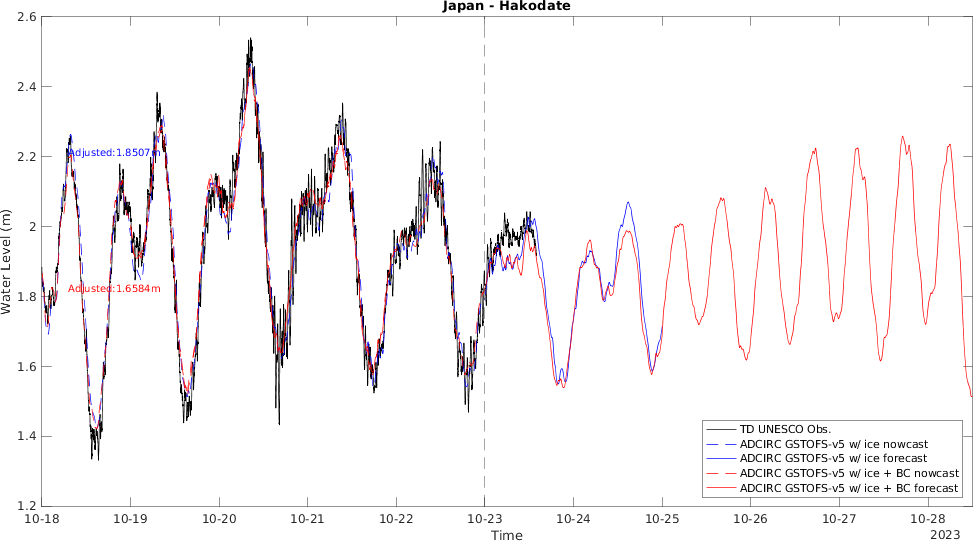 Japan - Hakodate
2.6
2.4
2.2
2
1.8
1.6
1.4
1.2
Water Level (m)
Adjusted:1.8507m
Adjusted:1.6584m
TD UNESCO Obs.
ADCIRC GSTOFS-v5 w/ ice nowcast
ADCIRC GSTOFS-v5 w/ ice forecast
ADCIRC GSTOFS-v5 w/ ice + BC nowcast
ADCIRC GSTOFS-v5 w/ ice + BC forecast
10-18 10-19 10-20 10-21 10-22 10-23 10-24 10-25 10-26 10-27 10-28
2023
Time